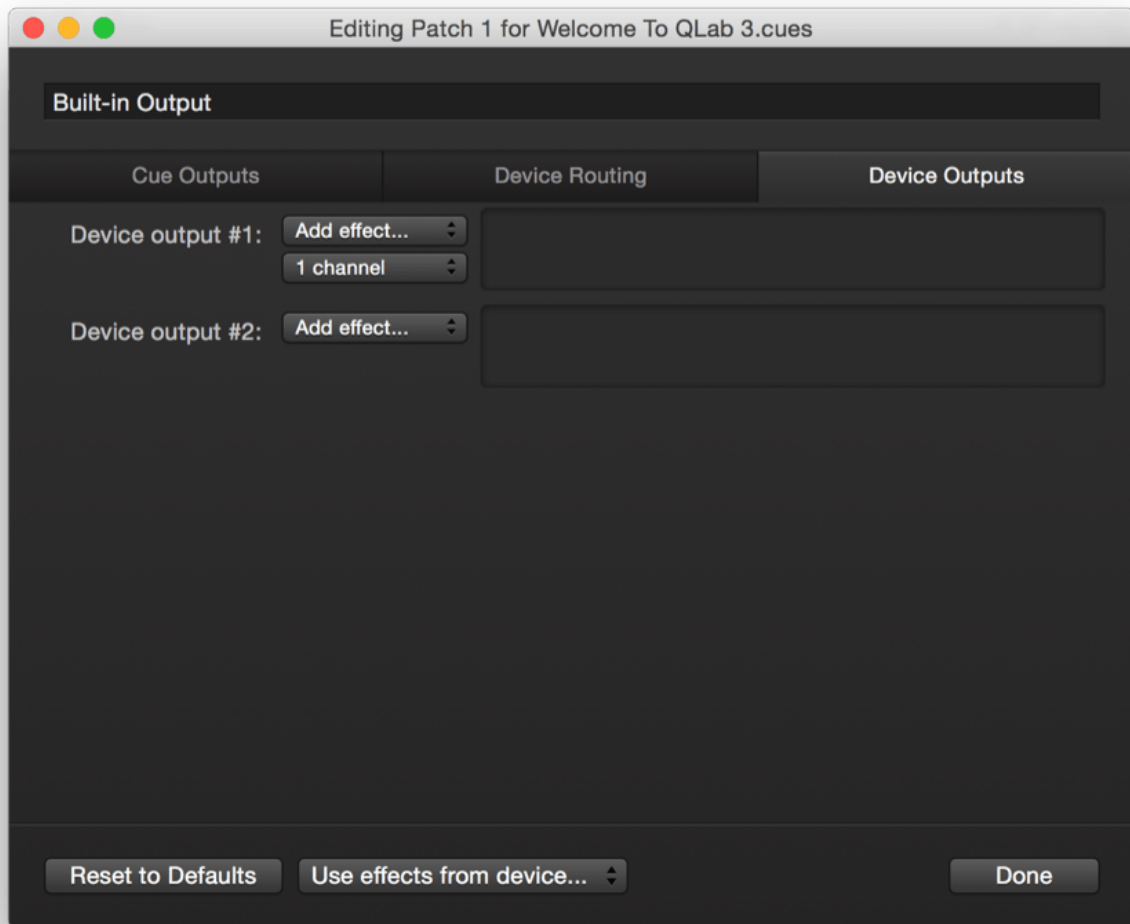 Editing Patch 1 for Welcome To QLab 3.cues
Built-in Output
Cue Outputs
Device Routing
Device Outputs
Device output #1:
Add effect...
1 channel
Device output #2:
Add effect...
Reset to Defaults
Use effects from device...
Done